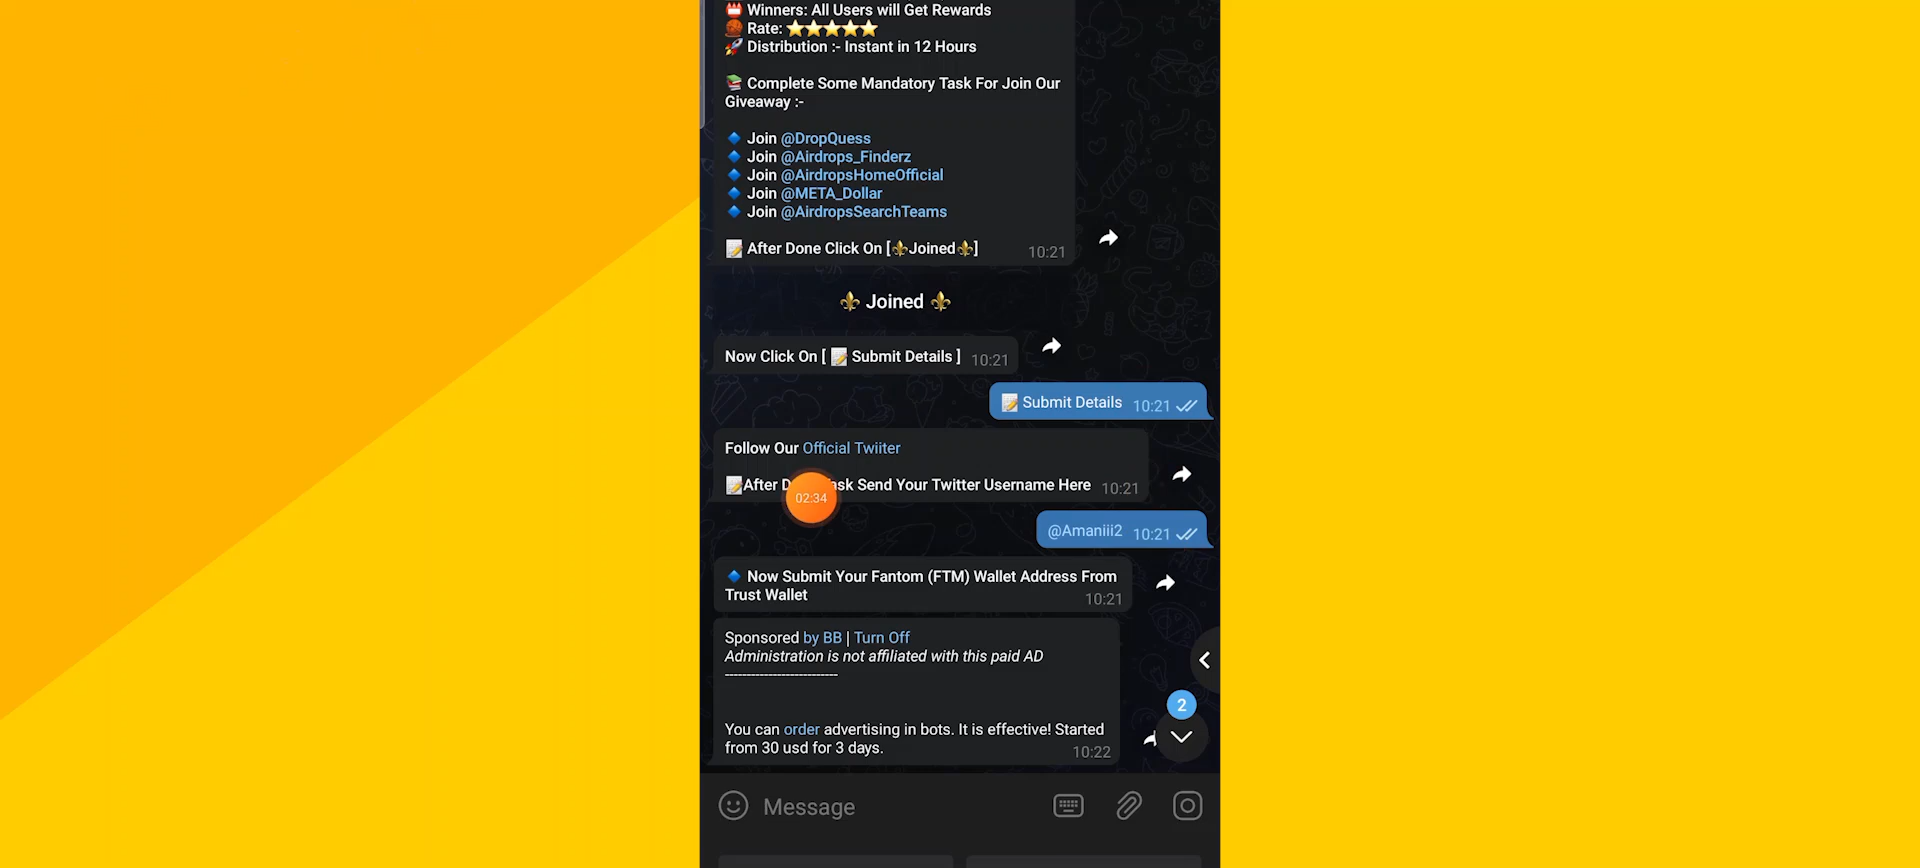 Winners: All Users will Get Rewards
Rate: ⭐⭐⭐⭐⭐
Distribution :- Instant in 12 Hours
Complete Some Mandatory Task For Join Our
Giveaway :-
Join @DropQuess
Join @Airdrops_Finderz
Join @AirdropsHomeOfficial
Join @META_Dollar
Join @AirdropsSearchTeams
After Done Click On [⚜Joined⚜] 10:21
⚜ Joined ⚜
Now Click On [ 📝 Submit Details ] 10:21
📝 Submit Details 10:21
Follow Our Official Twiiter
📝After D ask Send Your Twitter Username Here 10:21
02:34
@Amaniii2 10:21
Now Submit Your Fantom (FTM) Wallet Address From
Trust Wallet 10:21
Sponsored by BB | Turn Off
Administration is not affiliated with this paid AD
--------------------------
2
You can order advertising in bots. It is effective! Started
from 30 usd for 3 days. 10:22
Message